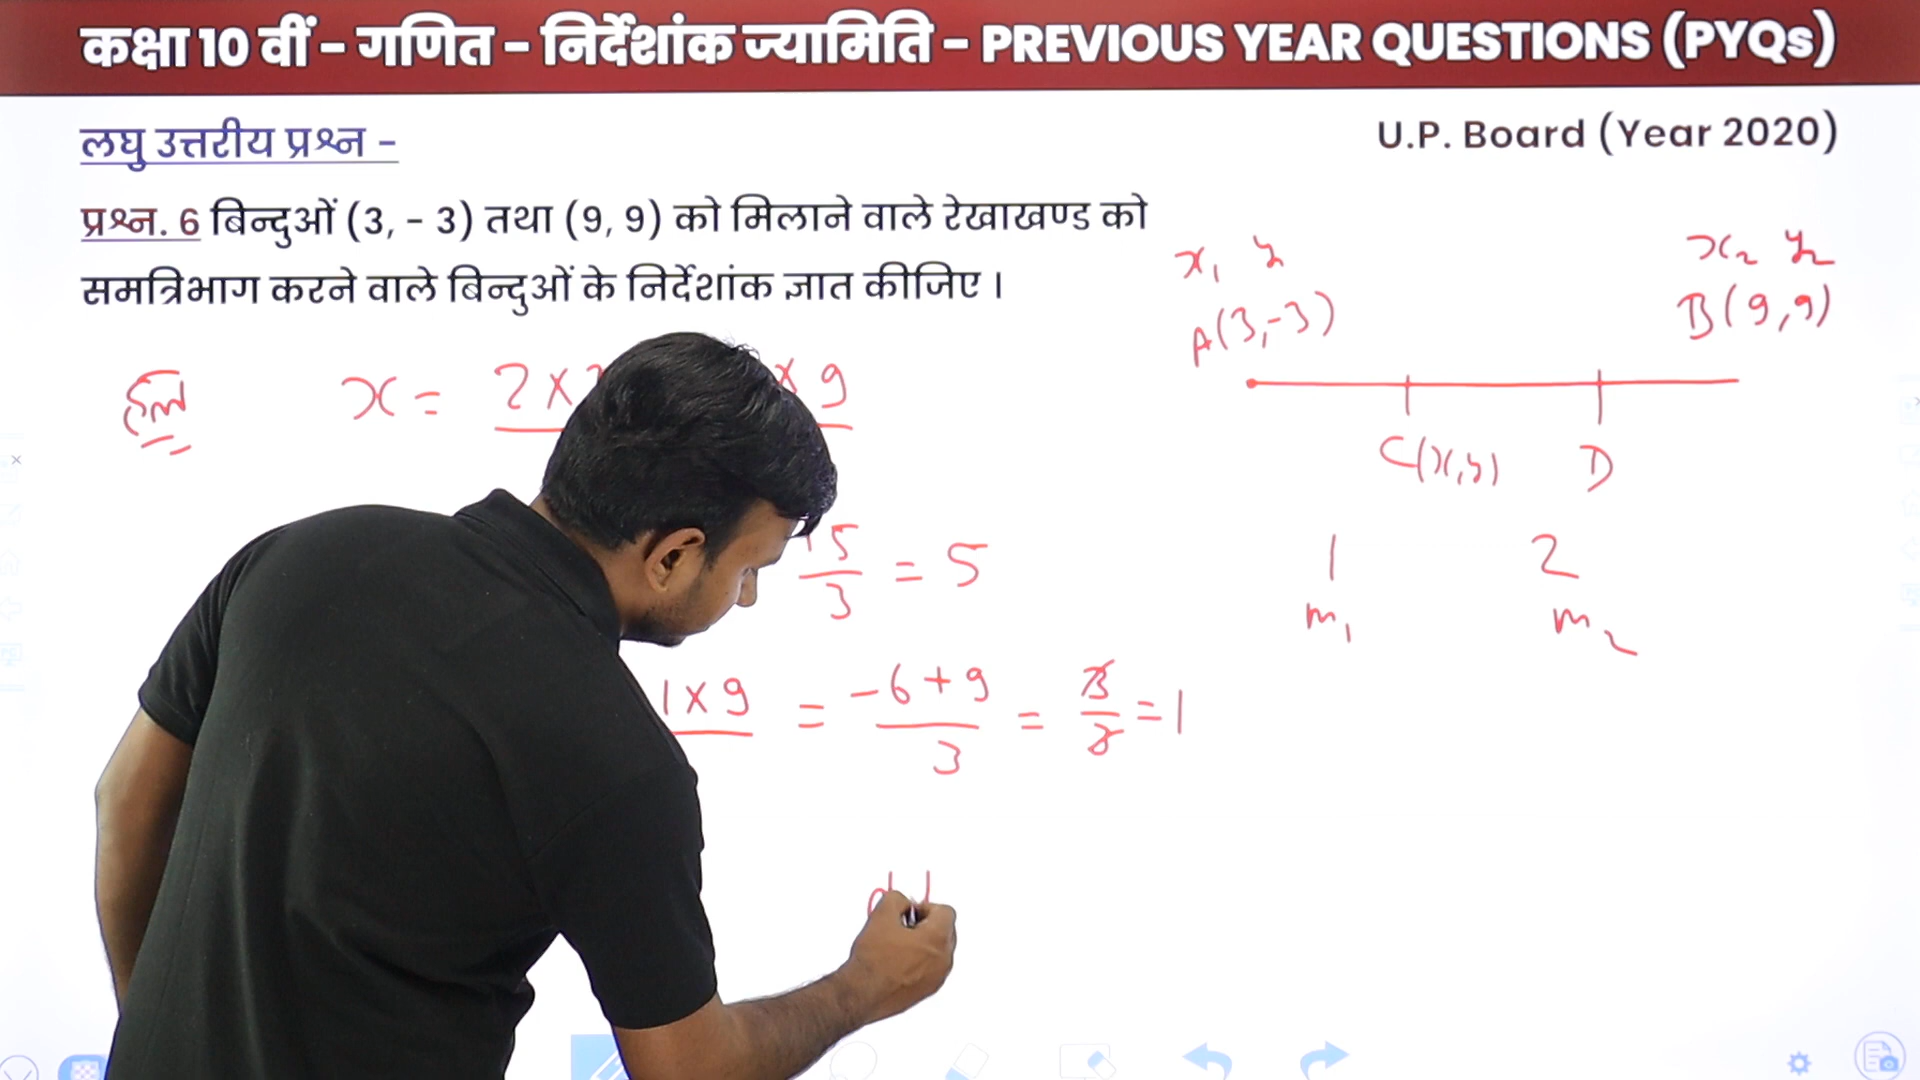 कक्षा 10 वीं – गणित – निर्देशांक ज्यामिति – PREVIOUS YEAR QUESTIONS (PYQs)
लघु उत्तरीय प्रश्न –
U.P. Board (Year 2020)
प्रश्न. 6 बिन्दुओं (3, - 3) तथा (9, 9) को मिलाने वाले रेखाखण्ड को
समत्रिभाग करने वाले बिन्दुओं के निर्देशांक ज्ञात कीजिए ।
x₁ y
x₂ y₂
A(3,-3)
B(9,9)
हल
x = 2 ×
× 9
C(x,y) D
5/3 = 5
1 2
m₁ m₂
1 × 9 = (-6+9)/3 = 3/3 = 1